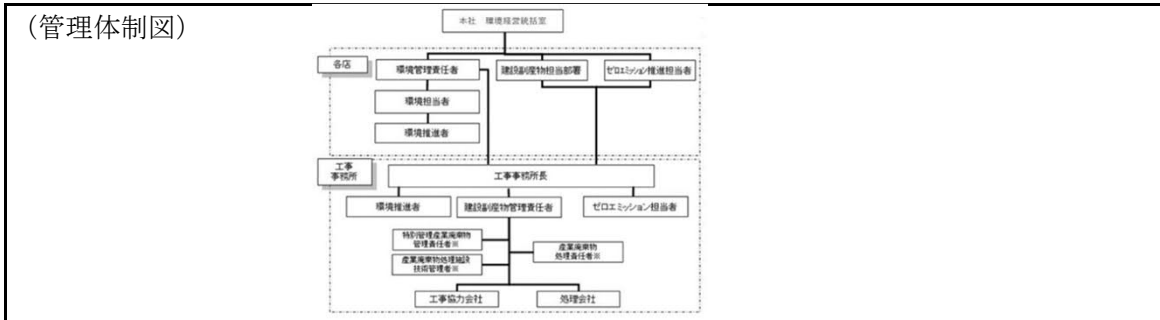 （管理体制図）
本社 環境経営統括室
各店
環境管理責任者
建設副産物担当部署
ゼロエミッション推進担当者
環境担当者
環境推進者
工事
事務所
工事事務所長
環境推進者
建設副産物管理責任者
ゼロエミッション担当者
特別管理産業廃棄物
管理責任者※
産業廃棄物
処理責任者※
産業廃棄物処理施設
技術管理者※
工事協力会社
処理会社